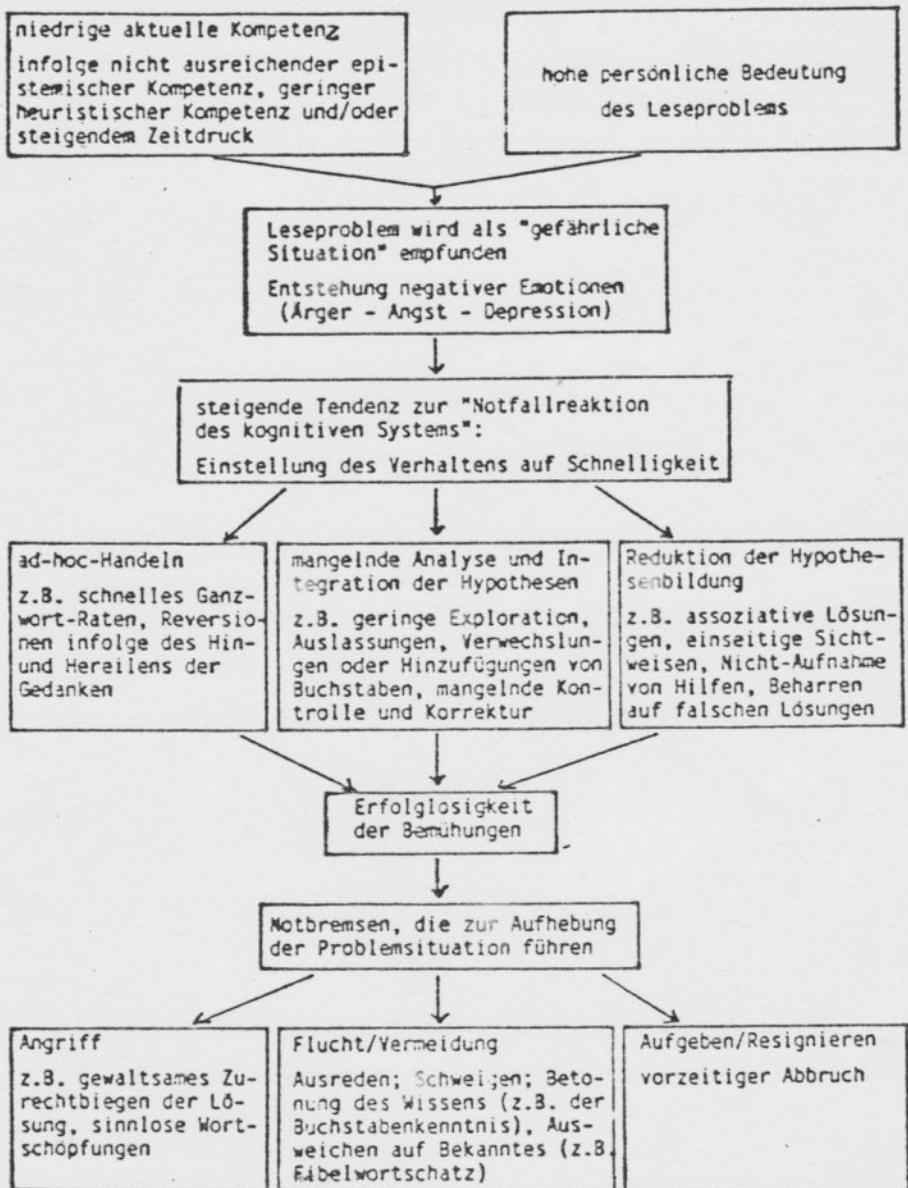 niedrige aktuelle Kompetenz
infolge nicht ausreichender epi-
stemischer Kompetenz, geringer
heuristischer Kompetenz und/oder
steigendem Zeitdruck
hohe persönliche Bedeutung
des Leseproblems
Leseproblem wird als "gefährliche
Situation" empfunden
Entstehung negativer Emotionen
(Ärger - Angst - Depression)
steigende Tendenz zur "Notfallreaktion
des kognitiven Systems":
Einstellung des Verhaltens auf Schnelligkeit
ad-hoc-Handeln
z.B. schnelles Ganz-
wort-Raten, Reversio-
nen infolge des Hin-
und Hereilens der
Gedanken
mangelnde Analyse und In-
tegration der Hypothesen
z.B. geringe Exploration,
Auslassungen, Verwechslun-
gen oder Hinzufügungen von
Buchstaben, mangelnde Kon-
trolle und Korrektur
Reduktion der Hypothe-
senbildung
z.B. assoziative Lösun-
gen, einseitige Sicht-
weisen, Nicht-Aufnahme
von Hilfen, Beharren
auf falschen Lösungen
Erfolglosigkeit
der Bemühungen
Notbremsen, die zur Aufhebung
der Problemsituation führen
Angriff
z.B. gewaltsames Zu-
rechtbiegen der Lö-
sung, sinnlose Wort-
schöpfungen
Flucht/Vermeidung
Ausreden; Schweigen; Beto-
nung des Wissens (z.B. der
Buchstabenkenntnis), Aus-
weichen auf Bekanntes (z.B.
Fibelwortschatz)
Aufgeben/Resignieren
vorzeitiger Abbruch